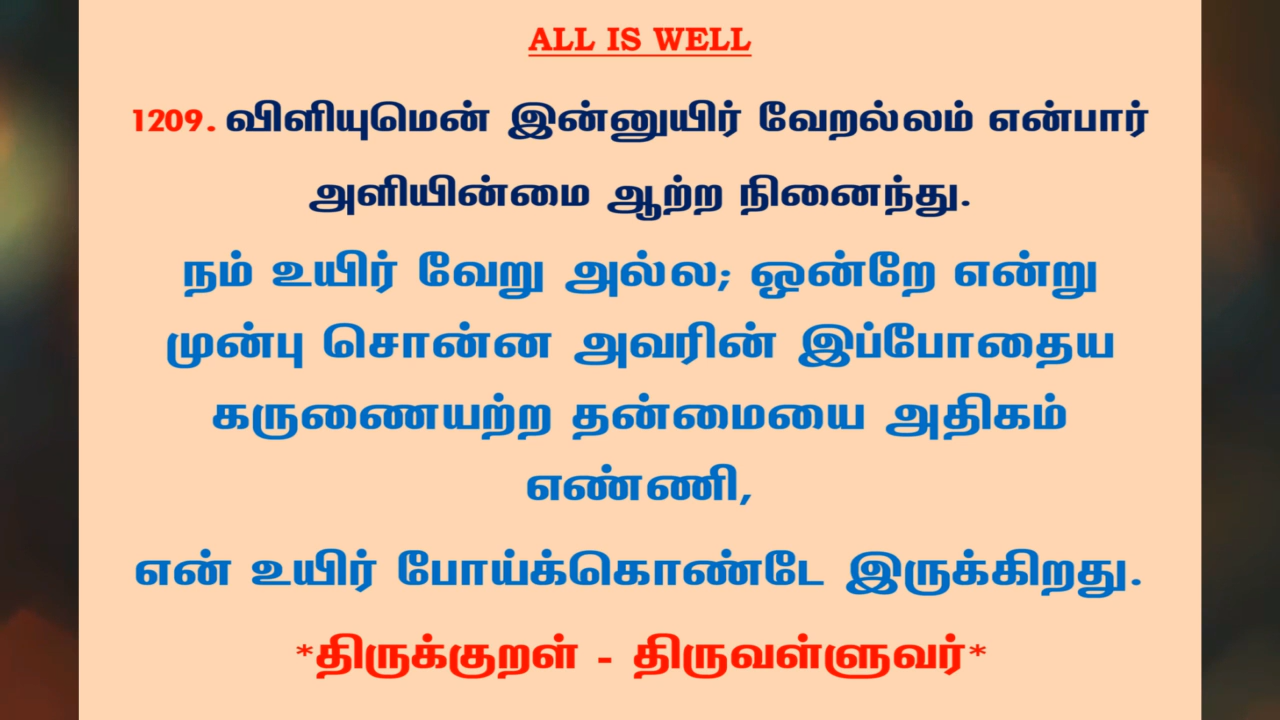 ALL IS WELL
1209. விளியுமென் இன்னுயிர் வேறல்லம் என்பார்
அளியின்மை ஆற்ற நினைந்து.
நம் உயிர் வேறு அல்ல; ஒன்றே என்று
முன்பு சொன்ன அவரின் இப்போதைய
கருணையற்ற தன்மையை அதிகம்
எண்ணி,
என் உயிர் போய்க்கொண்டே இருக்கிறது.
*திருக்குறள் - திருவள்ளுவர்*